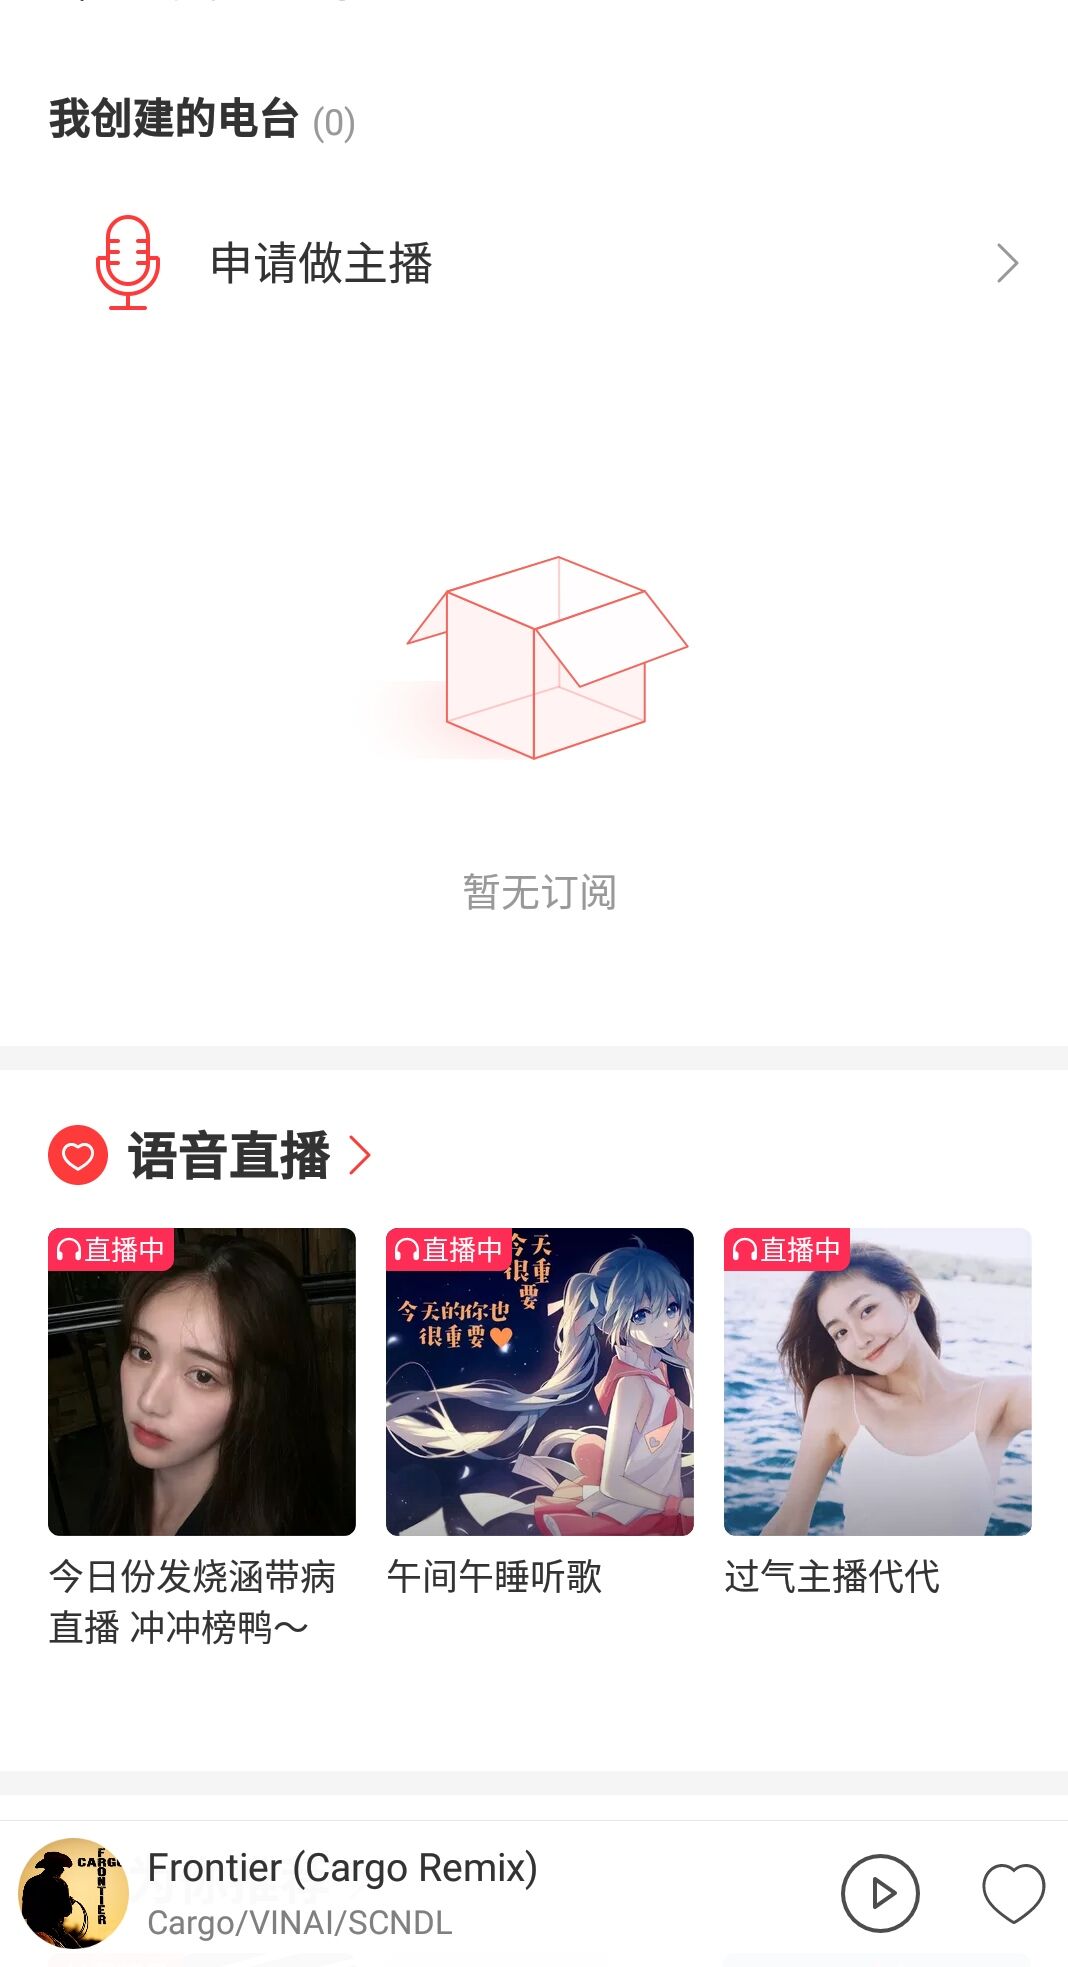 我创建的电台 (0)
申请做主播
暂无订阅
语音直播
直播中
今天
很重
要
今天的你也
很重要
直播中
直播中
今日份发烧涵带病
直播 冲冲榜鸭～
午间午睡听歌
过气主播代代
CARGO
FRONTIER
Frontier (Cargo Remix)
Cargo/VINAI/SCNDL